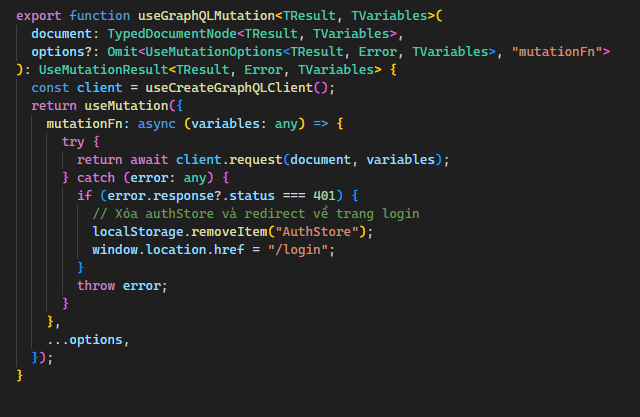 export function useGraphQLMutation<TResult, TVariables>(
  document: TypedDocumentNode<TResult, TVariables>,
  options?: Omit<UseMutationOptions<TResult, Error, TVariables>, "mutationFn">
): UseMutationResult<TResult, Error, TVariables> {
  const client = useCreateGraphQLClient();
  return useMutation({
    mutationFn: async (variables: any) => {
      try {
        return await client.request(document, variables);
      } catch (error: any) {
        if (error.response?.status === 401) {
          // Xóa authStore và redirect về trang login
          localStorage.removeItem("AuthStore");
          window.location.href = "/login";
        }
        throw error;
      }
    },
    ...options,
  });
}